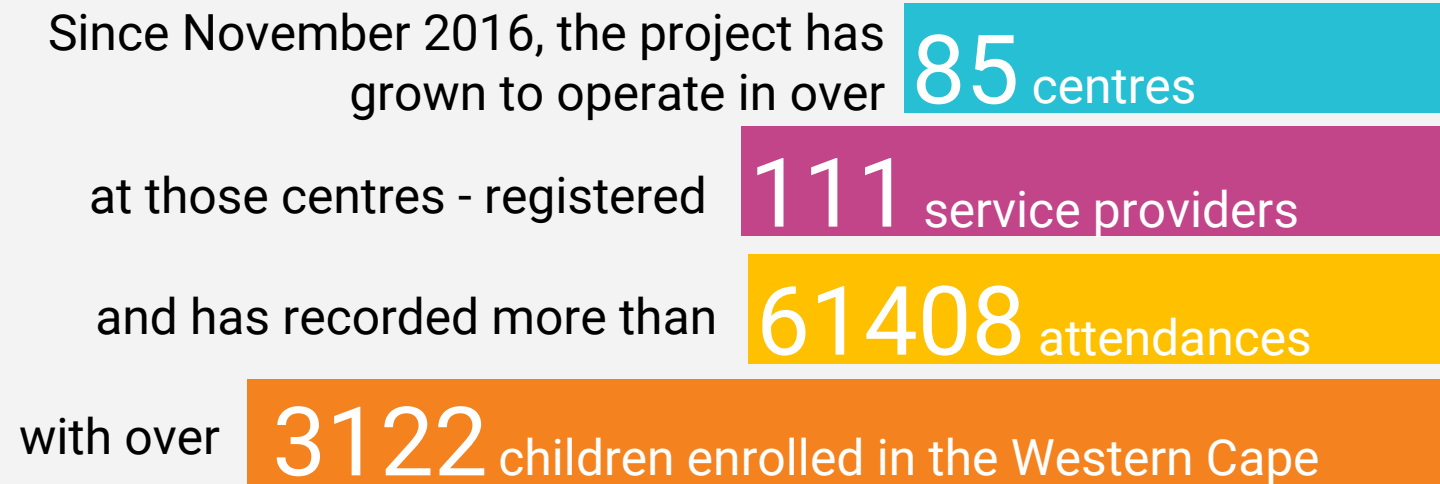 Since November 2016, the project has
grown to operate in over 85 centres
at those centres - registered 111 service providers
and has recorded more than 61408 attendances
with over 3122 children enrolled in the Western Cape